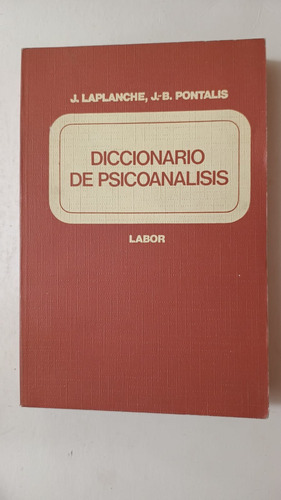 J. LAPLANCHE, J.-B. PONTALIS
DICCIONARIO
DE PSICOANALISIS
LABOR